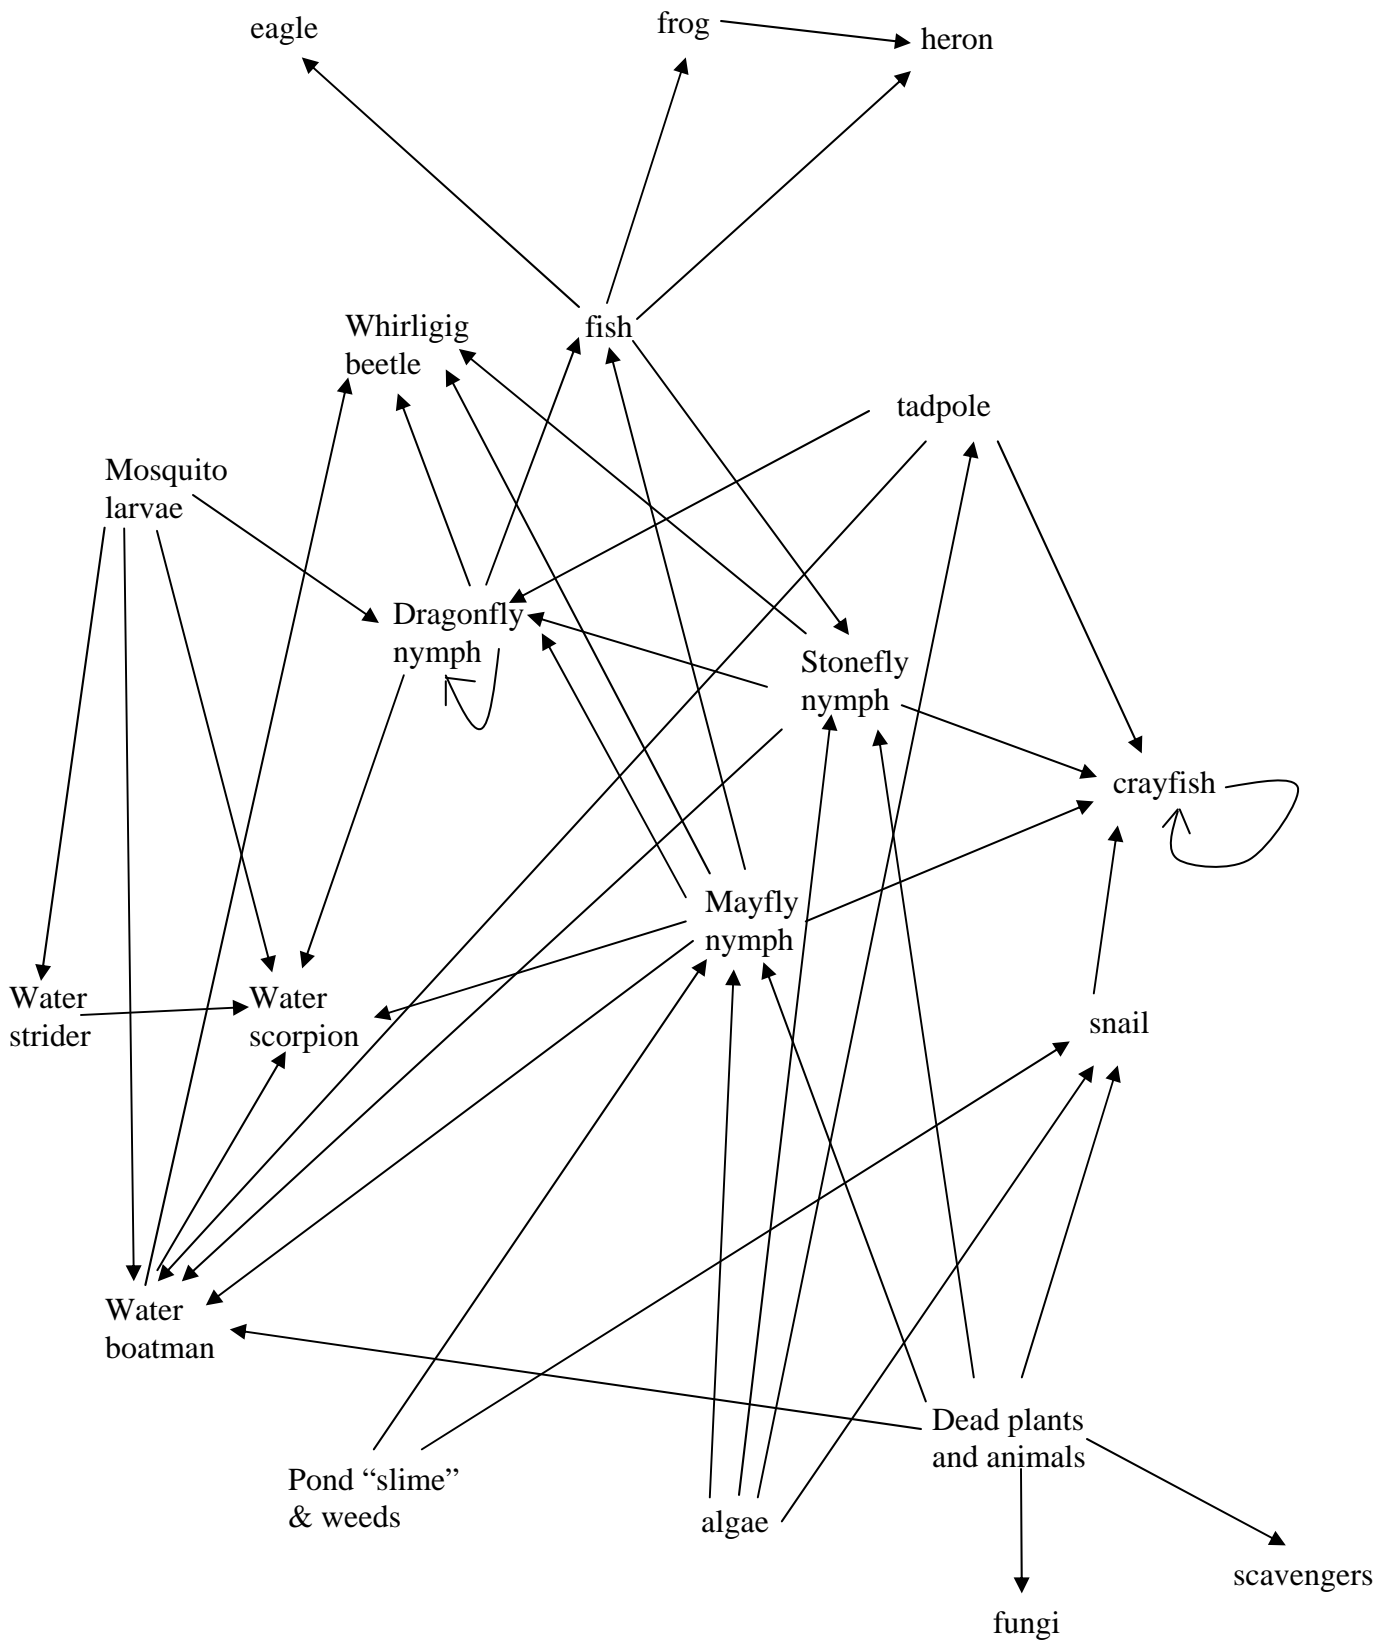 eagle
frog
heron
Whirligig
beetle
fish
tadpole
Mosquito
larvae
Dragonfly
nymph
Stonefly
nymph
crayfish
Mayfly
nymph
Water
strider
Water
scorpion
snail
Water
boatman
Dead plants
and animals
Pond “slime”
& weeds
algae
scavengers
fungi